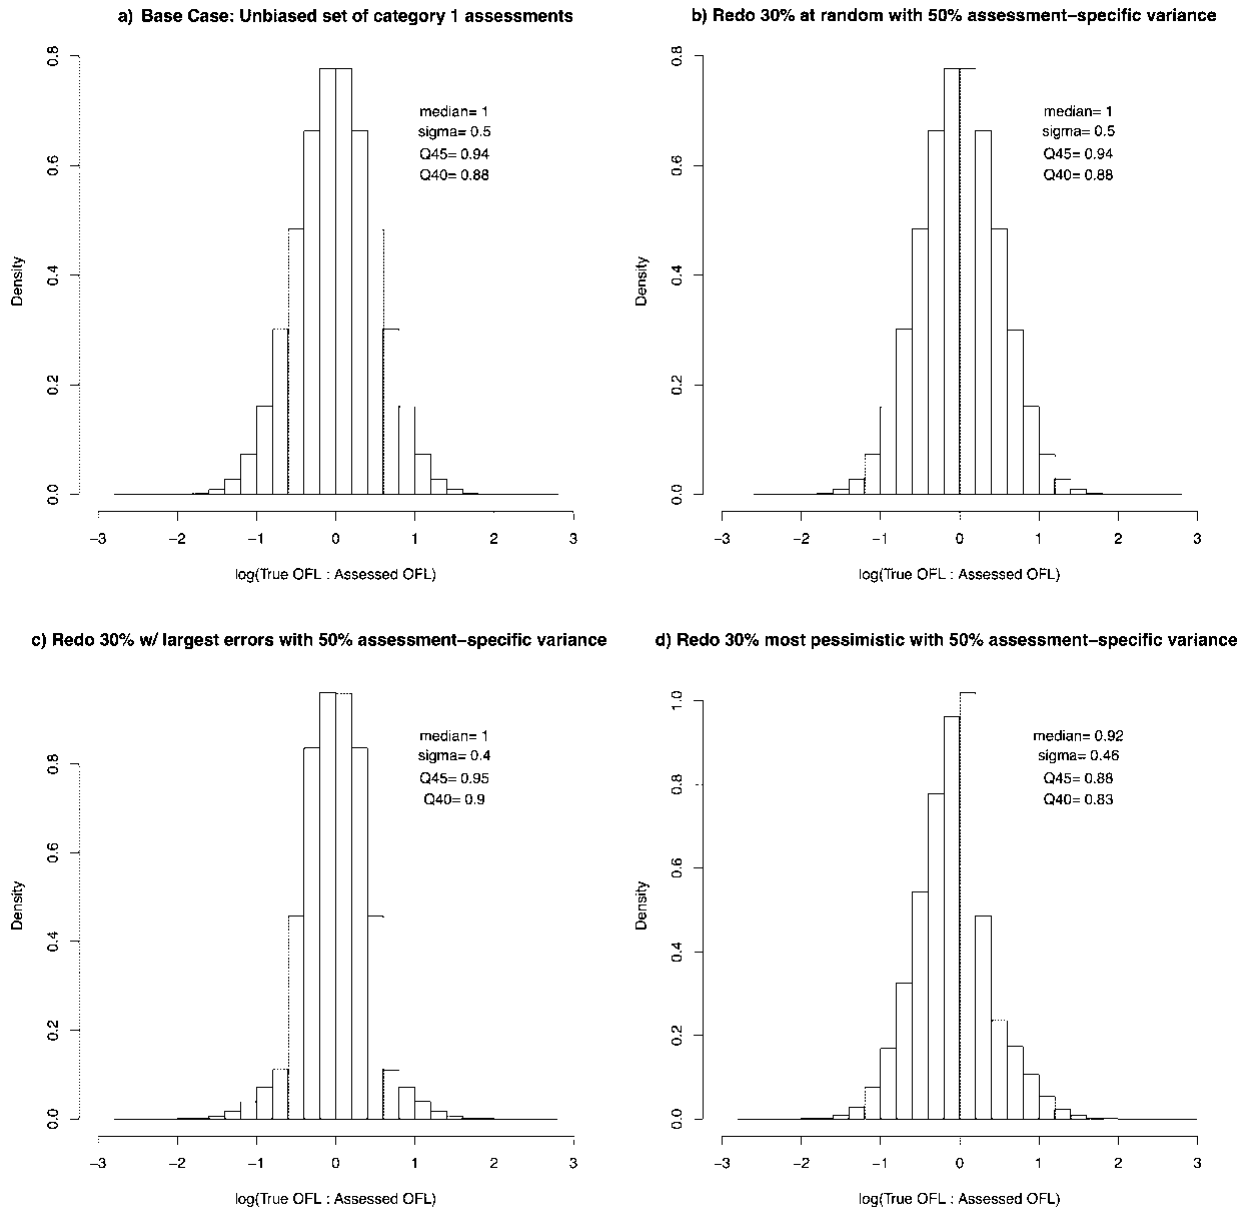 a) Base Case: Unbiased set of category 1 assessments
0.8
0.6
0.4
0.2
0.0
Density
median= 1
sigma= 0.5
Q45= 0.94
Q40= 0.88
−3 −2 −1 0 1 2 3
log(True OFL : Assessed OFL)
b) Redo 30% at random with 50% assessment−specific variance
0.8
0.6
0.4
0.2
0.0
Density
median= 1
sigma= 0.5
Q45= 0.94
Q40= 0.88
−3 −2 −1 0 1 2 3
log(True OFL : Assessed OFL)
c) Redo 30% w/ largest errors with 50% assessment−specific variance
0.8
0.6
0.4
0.2
0.0
Density
median= 1
sigma= 0.4
Q45= 0.95
Q40= 0.9
−3 −2 −1 0 1 2 3
log(True OFL : Assessed OFL)
d) Redo 30% most pessimistic with 50% assessment−specific variance
1.0
0.8
0.6
0.4
0.2
0.0
Density
median= 0.92
sigma= 0.46
Q45= 0.88
Q40= 0.83
−3 −2 −1 0 1 2 3
log(True OFL : Assessed OFL)